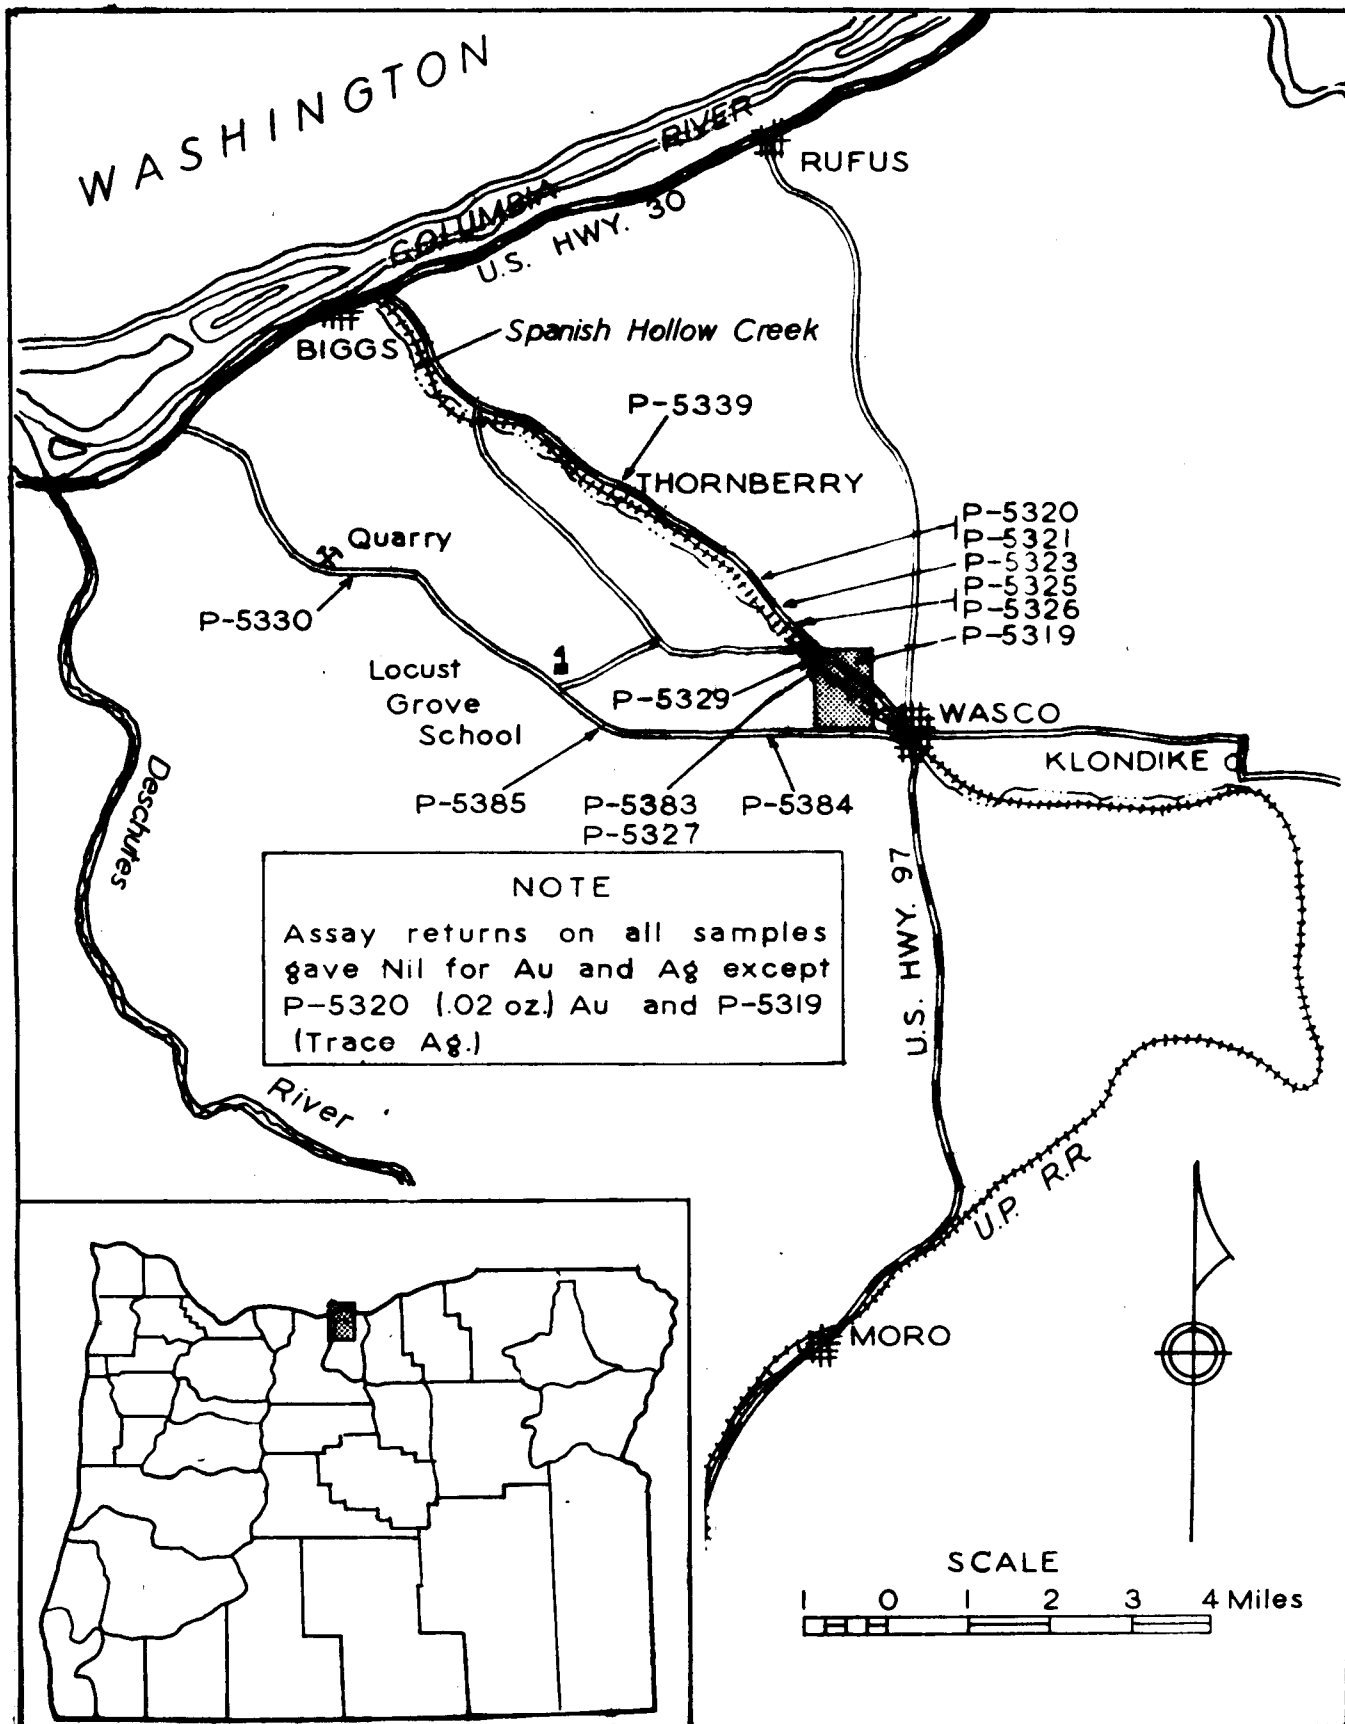 WASHINGTON
COLUMBIA RIVER
U.S. HWY. 30
RUFUS
BIGGS
Spanish Hollow Creek
P-5339
THORNBERRY
P-5320
P-5321
P-5323
P-5325
P-5326
P-5319
Quarry
P-5330
Locust
Grove
School
P-5329
WASCO
KLONDIKE
P-5385
P-5383
P-5327
P-5384
Deschutes
River
U.S. HWY. 97
NOTE
Assay returns on all samples
gave Nil for Au and Ag except
P-5320 (.02 oz.) Au and P-5319
(Trace Ag.)
U.P. R.R
MORO
SCALE
1 0 1 2 3 4 Miles